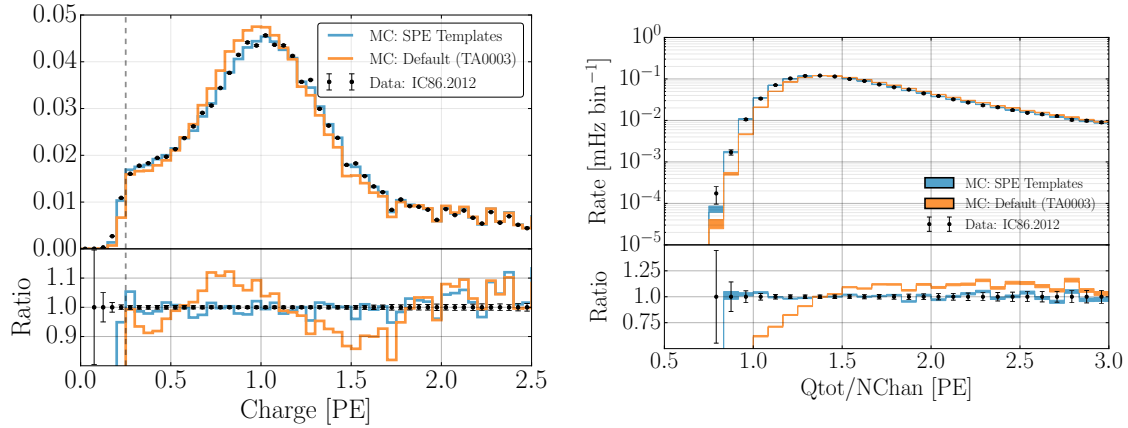 0.05
0.04
0.03
0.02
0.01
0.00
MC: SPE Templates
MC: Default (TA0003)
Data: IC86.2012
Ratio
1.1
1.0
0.9
0.0 0.5 1.0 1.5 2.0 2.5
Charge [PE]
Rate [mHz bin⁻¹]
10⁰
10⁻¹
10⁻²
10⁻³
10⁻⁴
10⁻⁵
MC: SPE Templates
MC: Default (TA0003)
Data: IC86.2012
Ratio
1.25
1.00
0.75
0.5 1.0 1.5 2.0 2.5 3.0
Qtot/NChan [PE]